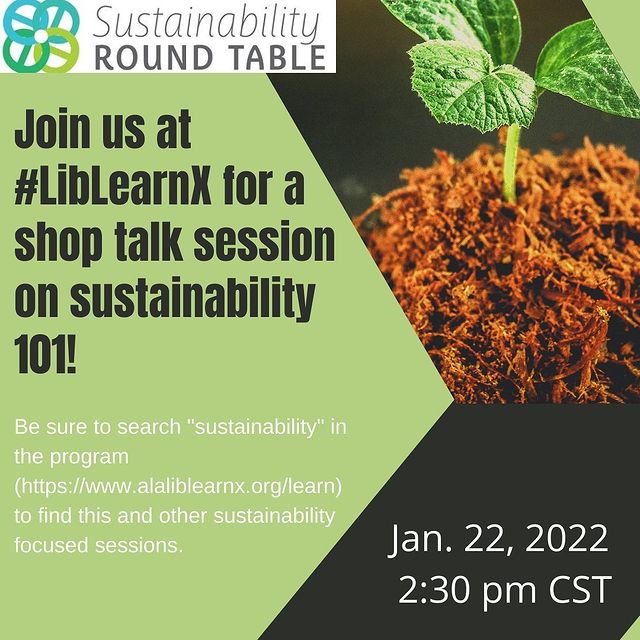 Sustainability
ROUND TABLE
Join us at
#LibLearnX for a
shop talk session
on sustainability
101!
Be sure to search "sustainability" in
the program
(https://www.alaliblearnx.org/learn)
to find this and other sustainability
focused sessions.
Jan. 22, 2022
2:30 pm CST